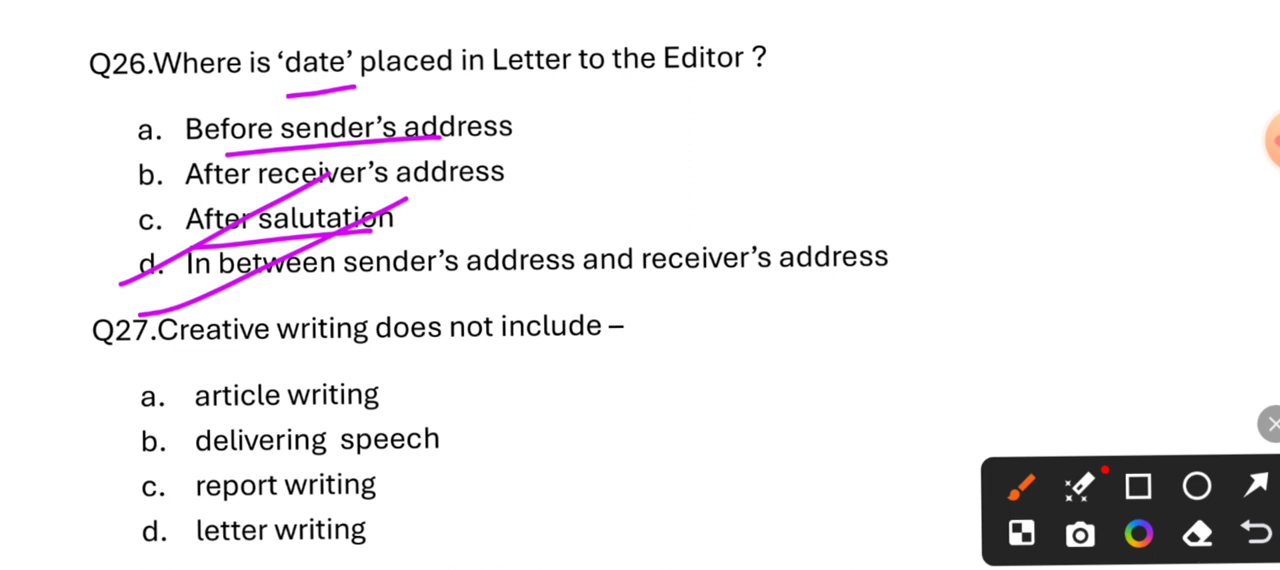 Q26.Where is ‘date’ placed in Letter to the Editor ?
a. Before sender’s address
b. After receiver’s address
c. After salutation
d. In between sender’s address and receiver’s address
Q27.Creative writing does not include –
a. article writing
b. delivering speech
c. report writing
d. letter writing